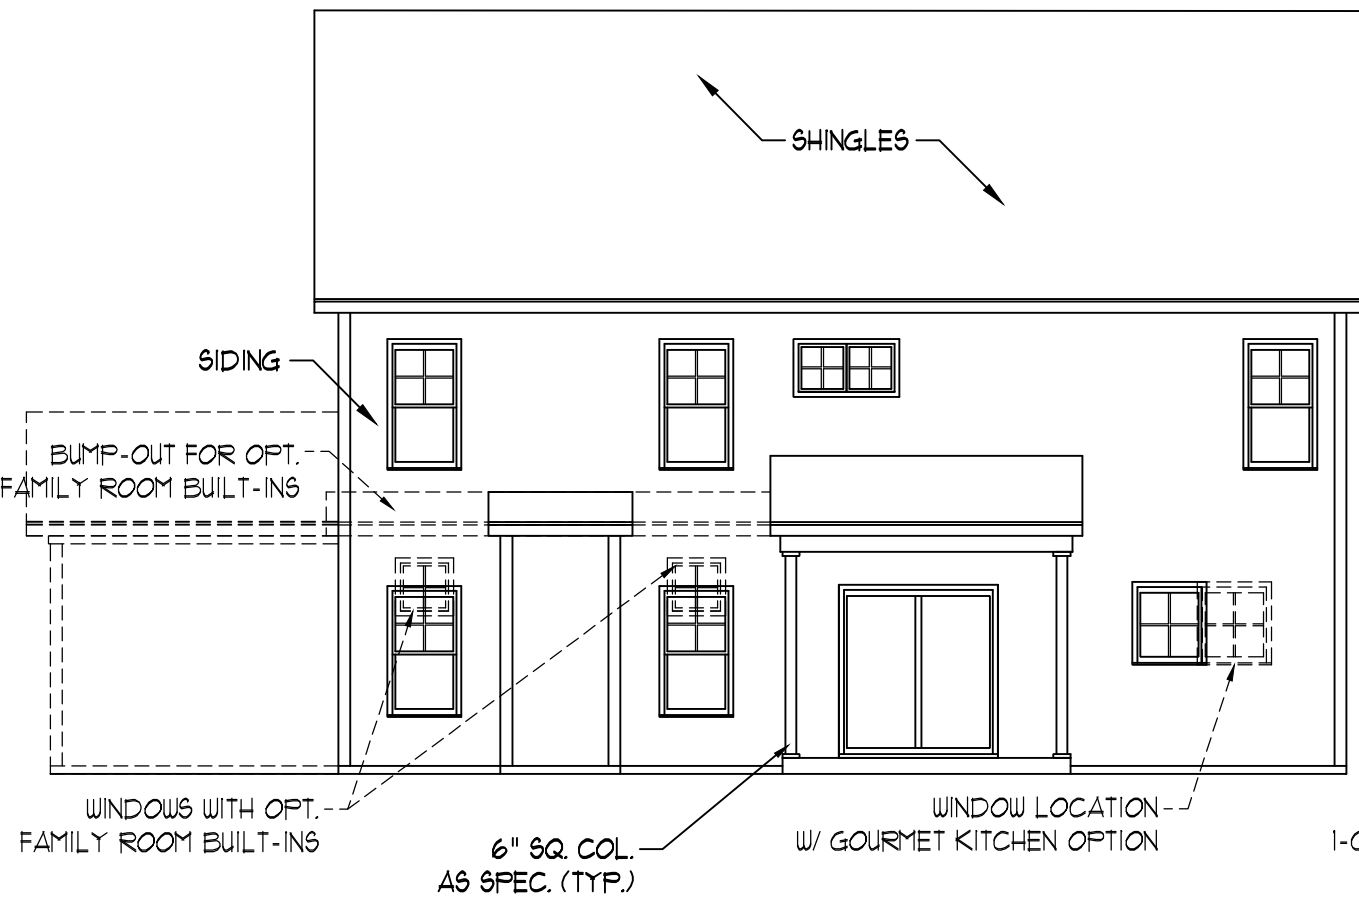 SHINGLES
SIDING
BUMP-OUT FOR OPT.
FAMILY ROOM BUILT-INS
WINDOWS WITH OPT.
FAMILY ROOM BUILT-INS
6" SQ. COL.
AS SPEC. (TYP.)
WINDOW LOCATION
W/ GOURMET KITCHEN OPTION